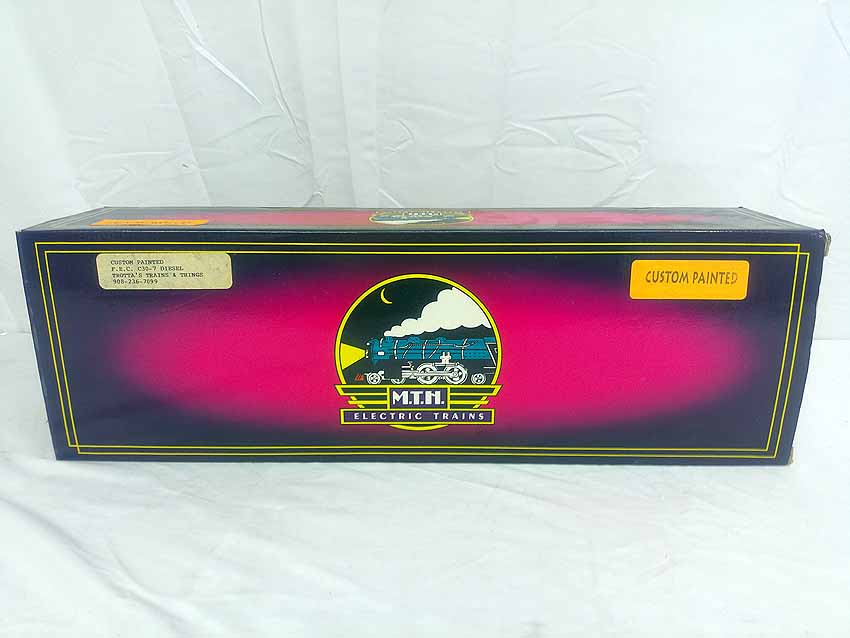 CUSTOM PAINTED
F.E.C. C30-7 DIESEL
TROTTA'S TRAINS & THINGS
908-236-7099
CUSTOM PAINTED
M.T.H.
ELECTRIC TRAINS